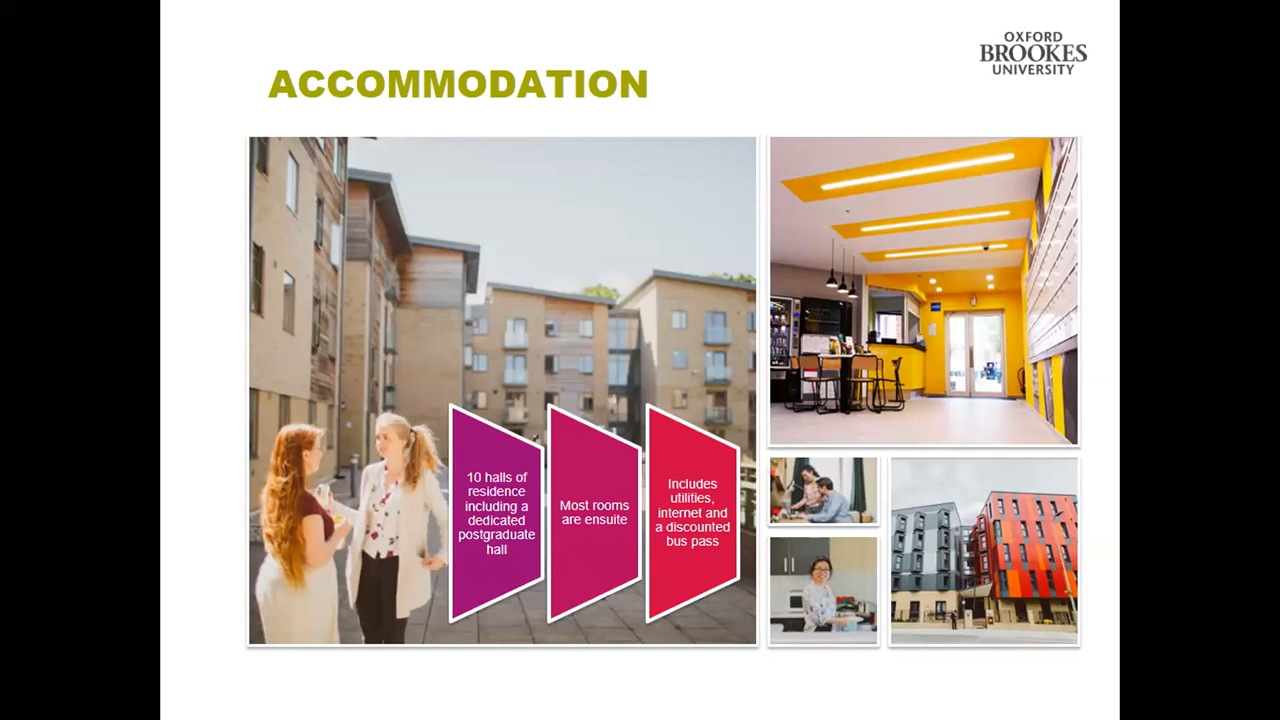 OXFORD
BROOKES
UNIVERSITY
ACCOMMODATION
10 halls of
residence
including a
dedicated
postgraduate
hall
Most rooms
are ensuite
Includes
utilities,
internet and
a discounted
bus pass